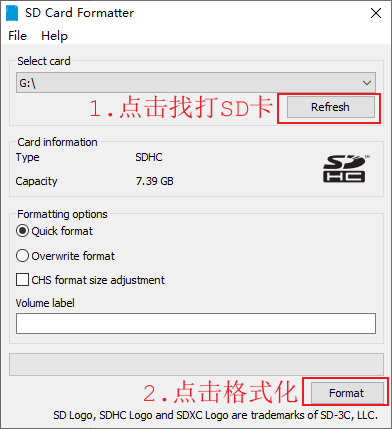 SD Card Formatter
File Help
Select card
G:\
1.点击找打SD卡
Refresh
Card information
Type SDHC
Capacity 7.39 GB
SD
HC
Formatting options
Quick format
Overwrite format
CHS format size adjustment
Volume label
2.点击格式化
Format
SD Logo, SDHC Logo and SDXC Logo are trademarks of SD-3C, LLC.